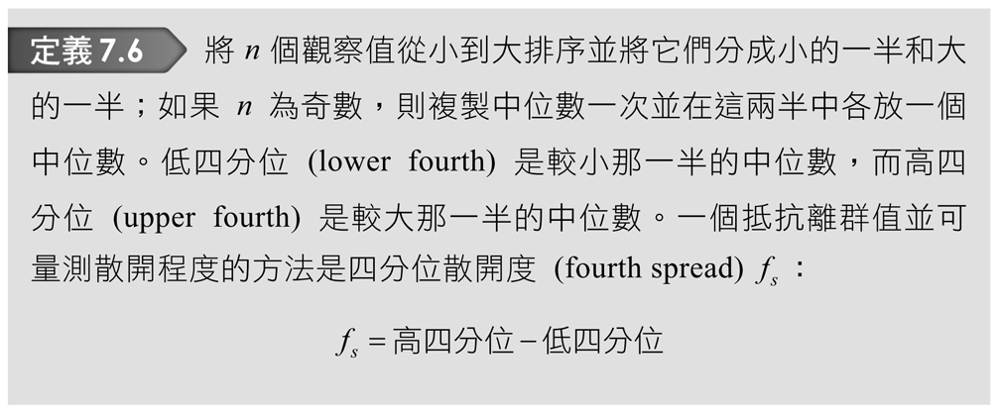 定義 7.6 將 n 個觀察值從小到大排序並將它們分成小的一半和大
的一半；如果 n 為奇數，則複製中位數一次並在這兩半中各放一個
中位數。低四分位 (lower fourth) 是較小那一半的中位數，而高四
分位 (upper fourth) 是較大那一半的中位數。一個抵抗離群值並可
量測散開程度的方法是四分位散開度 (fourth spread) fₛ：
fₛ = 高四分位 − 低四分位